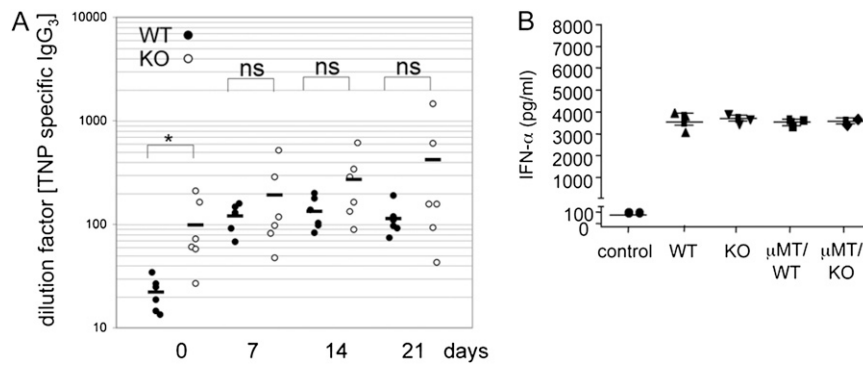 A
dilution factor [TNP specific IgG₃]
10000
1000
100
10
WT
KO
*
ns
ns
ns
0 7 14 21 days
B
IFN-α (pg/ml)
8000
7000
6000
5000
4000
3000
2000
1000
100
0
control WT KO μMT/ μMT/
WT KO